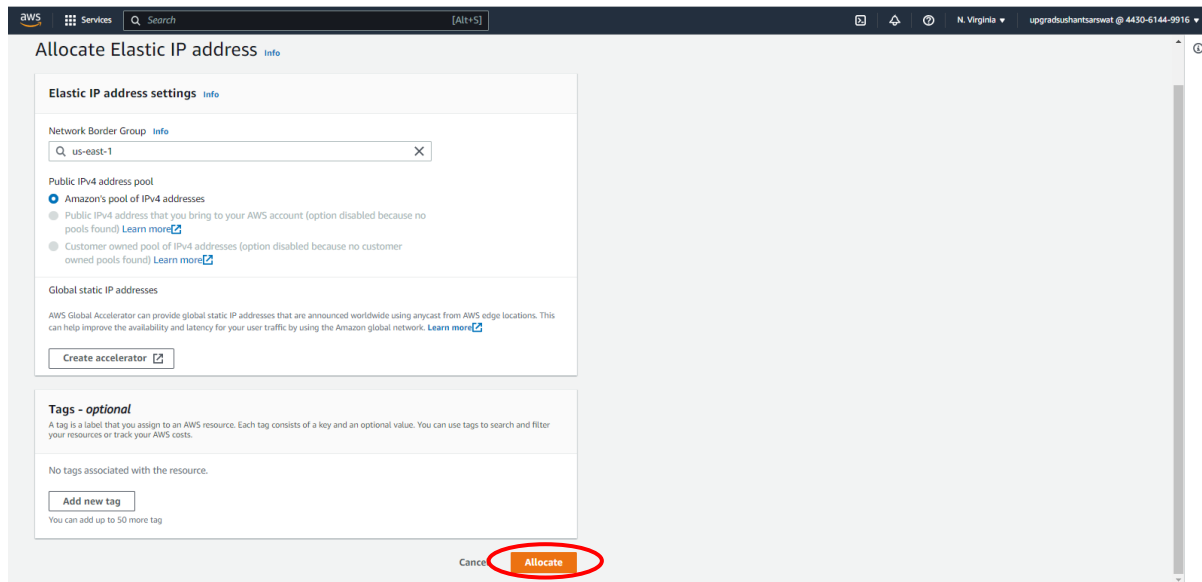 aws
Services
Search
[Alt+S]
N. Virginia
upgradsushantsarswat @ 4430-6144-9916
Allocate Elastic IP address Info
Elastic IP address settings Info
Network Border Group Info
us-east-1
Public IPv4 address pool
Amazon's pool of IPv4 addresses
Public IPv4 address that you bring to your AWS account (option disabled because no
pools found) Learn more
Customer owned pool of IPv4 addresses (option disabled because no customer
owned pools found) Learn more
Global static IP addresses
AWS Global Accelerator can provide global static IP addresses that are announced worldwide using anycast from AWS edge locations. This
can help improve the availability and latency for your user traffic by using the Amazon global network. Learn more
Create accelerator
Tags - optional
A tag is a label that you assign to an AWS resource. Each tag consists of a key and an optional value. You can use tags to search and filter
your resources or track your AWS costs.
No tags associated with the resource.
Add new tag
You can add up to 50 more tag
Cancel
Allocate